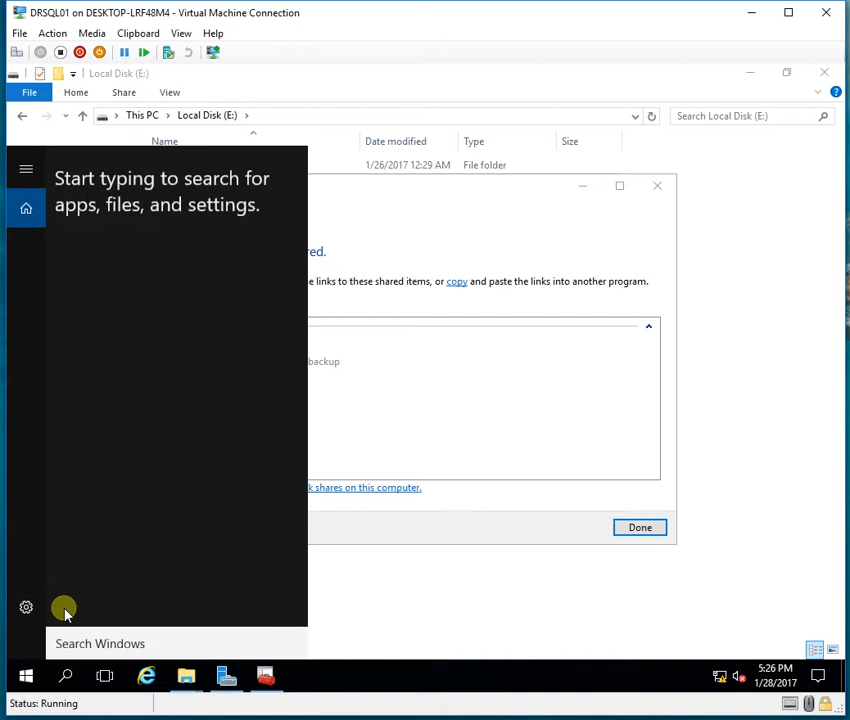 DRSQL01 on DESKTOP-LRF48M4 - Virtual Machine Connection
File Action Media Clipboard View Help
Local Disk (E:)
File Home Share View
This PC > Local Disk (E:) >
Search Local Disk (E:)
Name Date modified Type Size
1/26/2017 12:29 AM File folder
Start typing to search for
apps, files, and settings.
red.
the links to these shared items, or copy and paste the links into another program.
backup
k shares on this computer.
Done
Search Windows
5:26 PM
1/28/2017
Status: Running